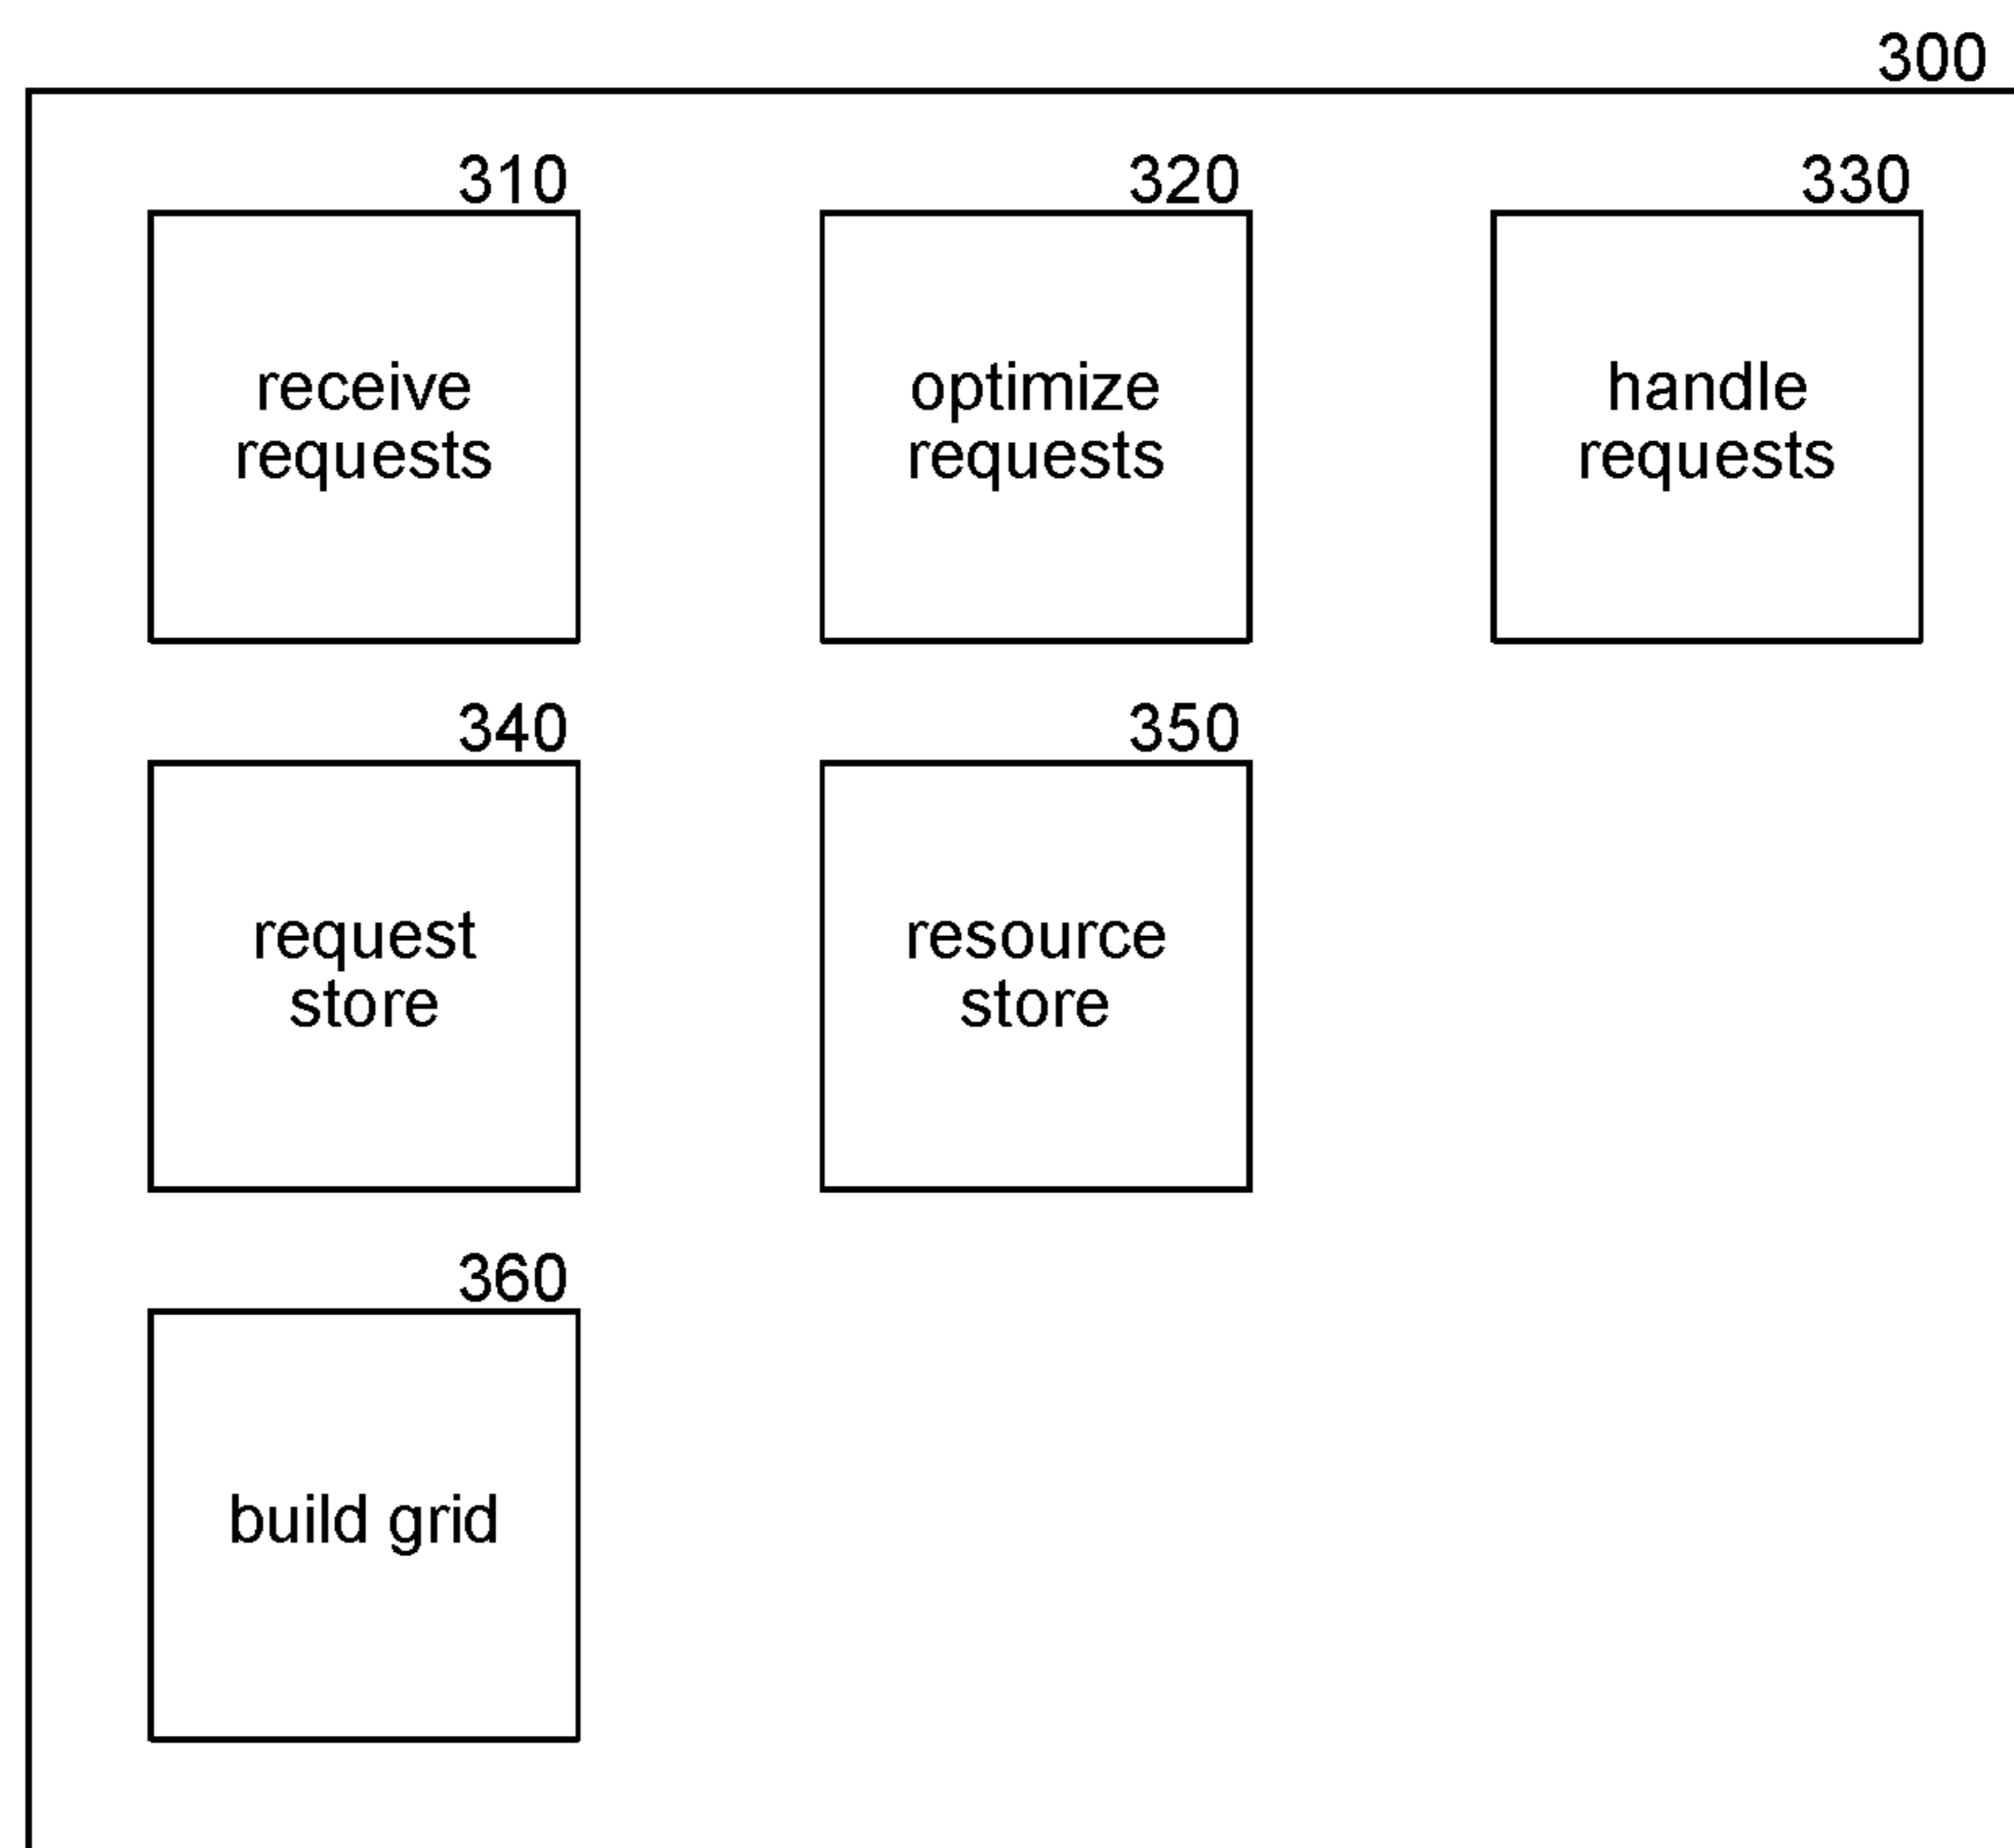 300
310
320
330
receive
requests
optimize
requests
handle
requests
340
350
request
store
resource
store
360
build grid